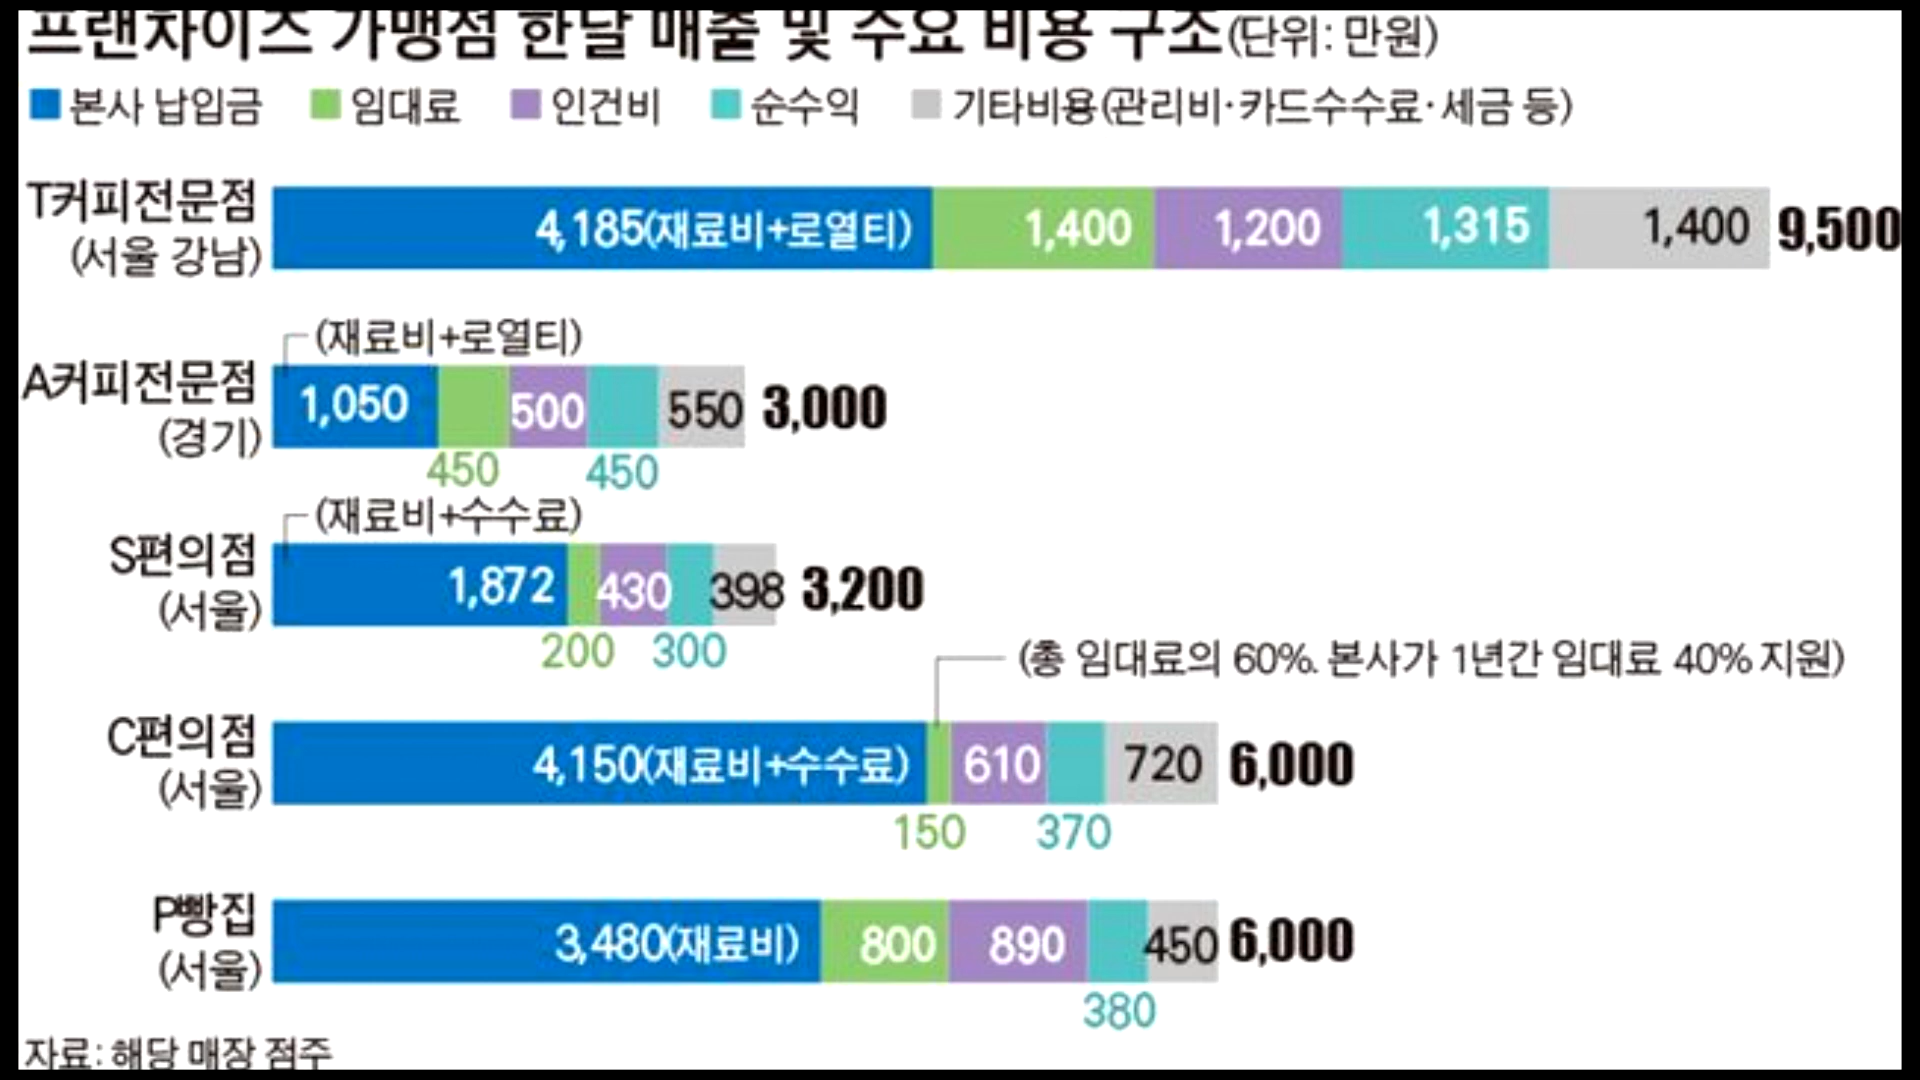 프랜차이즈 가맹점 한달 매출 및 주요 비용 구조(단위: 만원)
본사 납입금 임대료 인건비 순수익 기타비용(관리비·카드수수료·세금 등)
T커피전문점
(서울 강남)
4,185(재료비+로열티) 1,400 1,200 1,315 1,400 9,500
(재료비+로열티)
A커피전문점
(경기)
1,050 500 550 3,000
450 450
(재료비+수수료)
S편의점
(서울)
1,872 430 398 3,200
200 300
(총 임대료의 60%. 본사가 1년간 임대료 40% 지원)
C편의점
(서울)
4,150(재료비+수수료) 610 720 6,000
150 370
P빵집
(서울)
3,480(재료비) 800 890 450 6,000
380
자료: 해당 매장 점주